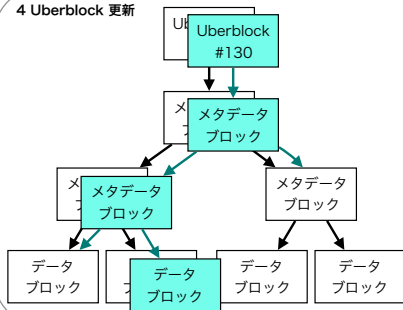 4 Uberblock 更新
Uberblock
#130
メタデータ
ブロック
メタデータ
ブロック
メタデータ
ブロック
データ
ブロック
データ
ブロック
データ
ブロック
データ
ブロック